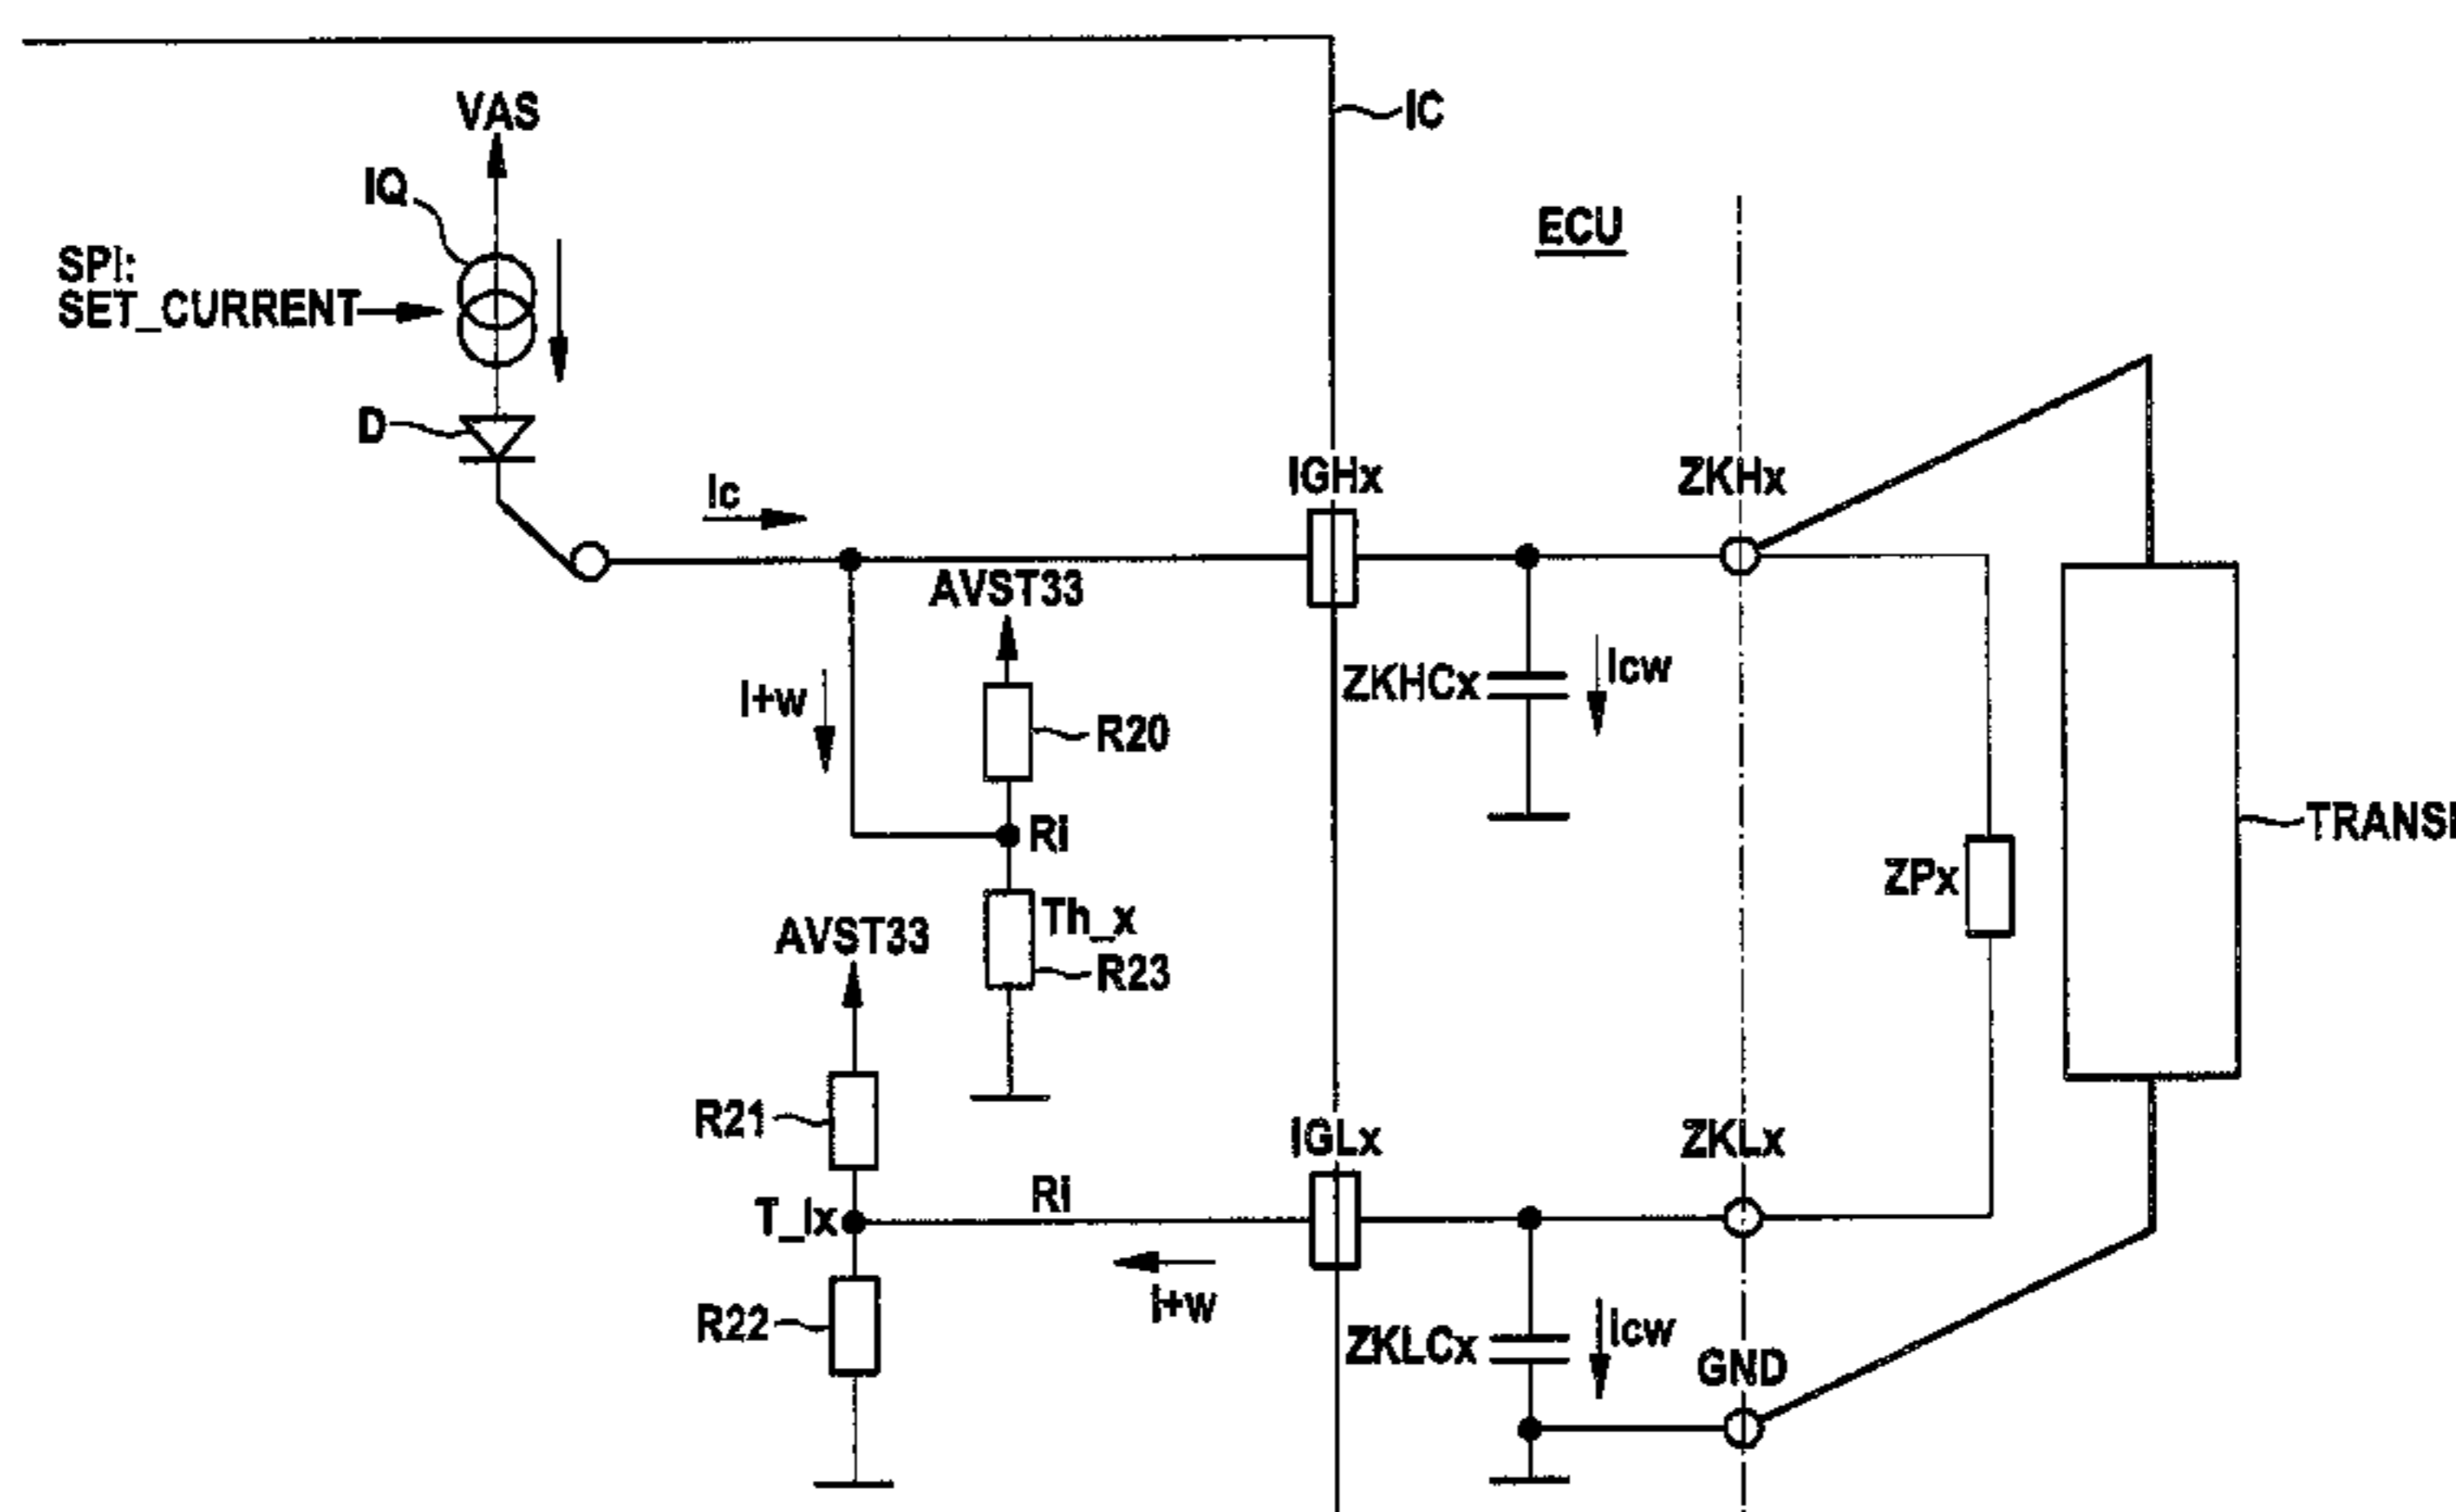 VAS
IC
IQ
ECU
SPI:
SET_CURRENT
D
Ic
IGHx
ZKHx
AVST33
I+w
ZKHCx
Icw
R20
Ri
TRANSI
ZPx
Th_x
AVST33
R23
R21
IGLx
ZKLx
Ri
T_Ix
I+w
R22
ZKLCx
Icw
GND